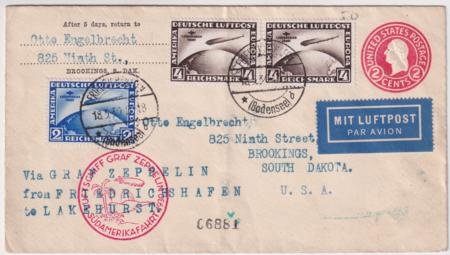 After 5 days, return to
Otto Engelbrecht
825 Ninth St.,
BROOKINGS, S. DAK.
DEUTSCHE LUFTPOST
AMERIKA
EUROPA
4
REICHSMARK
4
DEUTSCHE LUFTPOST
AMERIKA
EUROPA
4
REICHSMARK
4
UNITED STATES POSTAGE
2 CENTS 2
DEUTSCHE LUFTPOST
2
REICHSMARK
2
(Bodensee)
MIT LUFTPOST
PAR AVION
Otto Engelbrecht,
825 Ninth Street,
BROOKINGS,
SOUTH DAKOTA.
U. S. A.
via GRAF ZEPPELIN
from FRIEDRICHSHAFEN
to LAKEHURST
LUFTSCHIFF GRAF ZEPPELIN
SÜDAMERIKAFAHRT
06881